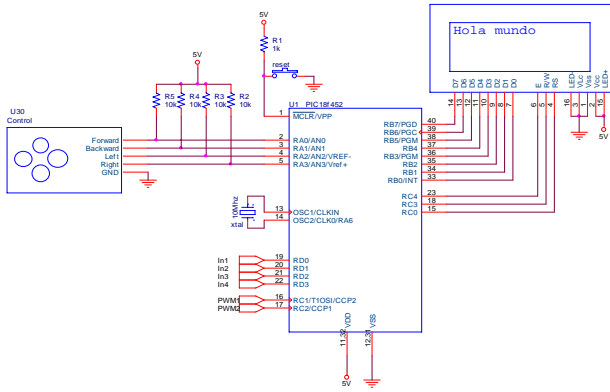 5V
Hola mundo
R1
1k
reset
5V
R5
10k
R4
10k
R3
10k
R2
10k
D7
D6
D5
D4
D3
D2
D1
D0
E
R/W
RS
LED-
Vlc
Vss
Vcc
LED+
14
13
12
11
10
9
8
7
6
5
4
16
3
1
2
15
5V
U30
Control
Forward
Backward
Left
Right
GND
U1 PIC18f452
1 MCLR/VPP
2 RA0/AN0
3 RA1/AN1
4 RA2/AN2/VREF-
5 RA3/AN3/Vref+
RB7/PGD 40
RB6/PGC 39
RB5/PGM 38
RB4 37
RB3/PGM 36
RB2 35
RB1 34
RB0/INT 33
RC4 23
RC3 18
RC0 15
10Mhz
xtal
13 OSC1/CLKIN
14 OSC2/CLK0/RA6
In1 19 RD0
In2 20 RD1
In3 21 RD2
In4 22 RD3
PWM1 16 RC1/T1OSI/CCP2
PWM2 17 RC2/CCP1
VDD
VSS
11,32
12,31
5V